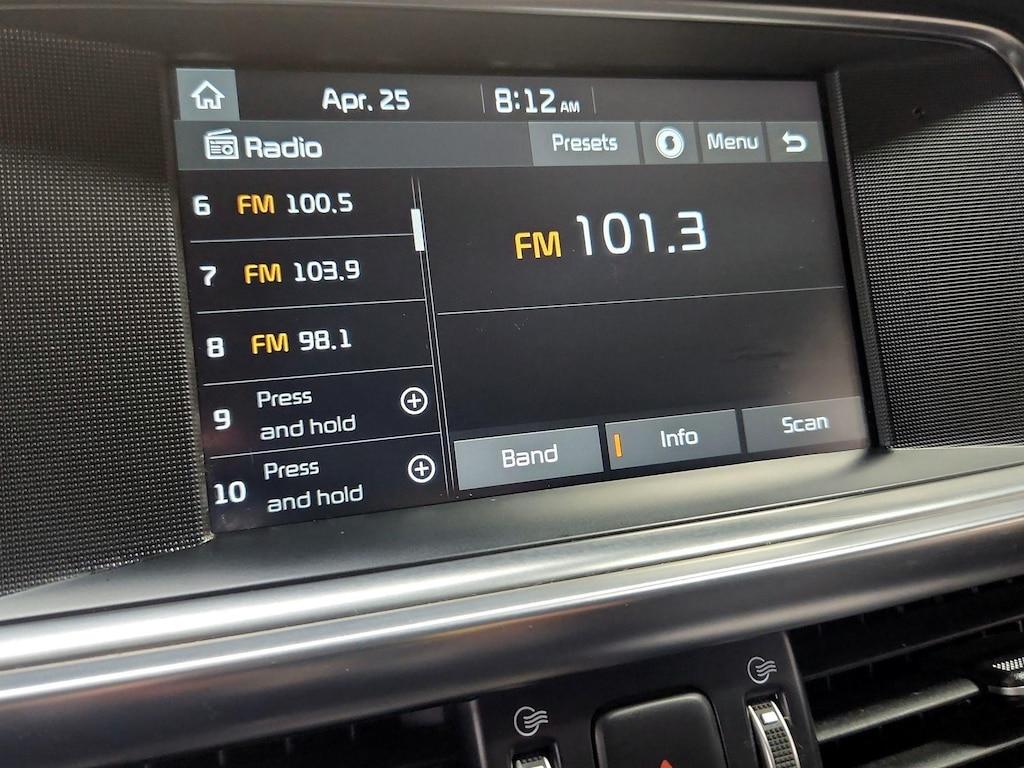 Apr. 25 8:12 AM
Radio Presets Menu
6 FM 100.5
7 FM 103.9
8 FM 98.1
9 Press and hold
10 Press and hold
FM 101.3
Band Info Scan